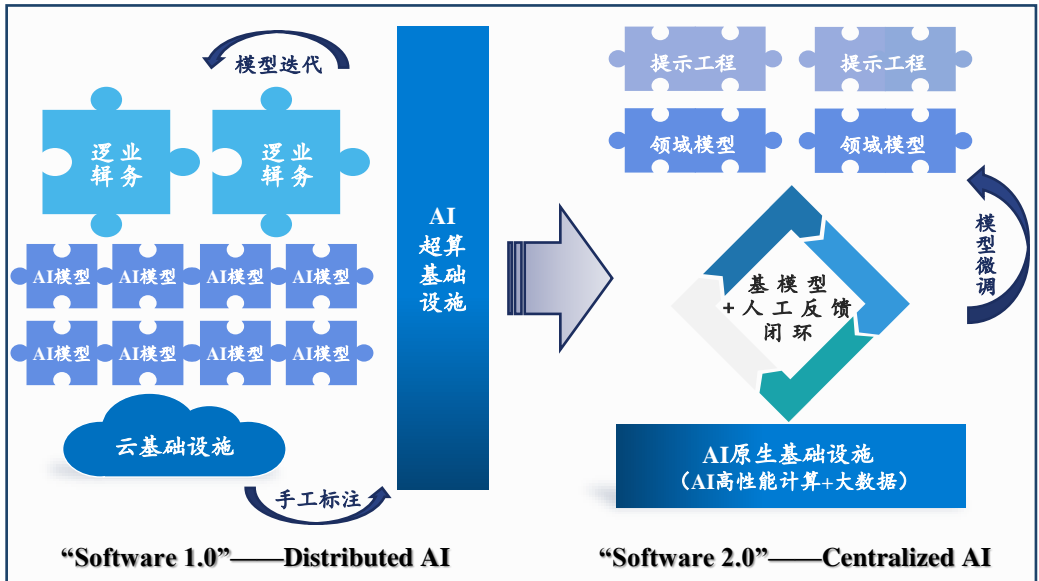 模型迭代
逻业
辑务
逻业
辑务
AI模型
AI模型
AI模型
AI模型
AI模型
AI模型
AI模型
AI模型
云基础设施
手工标注
AI
超算
基础
设施
“Software 1.0”——Distributed AI
提示工程
提示工程
领域模型
领域模型
基模型
+人工反馈
闭环
模型微调
AI原生基础设施
（AI高性能计算+大数据）
“Software 2.0”——Centralized AI